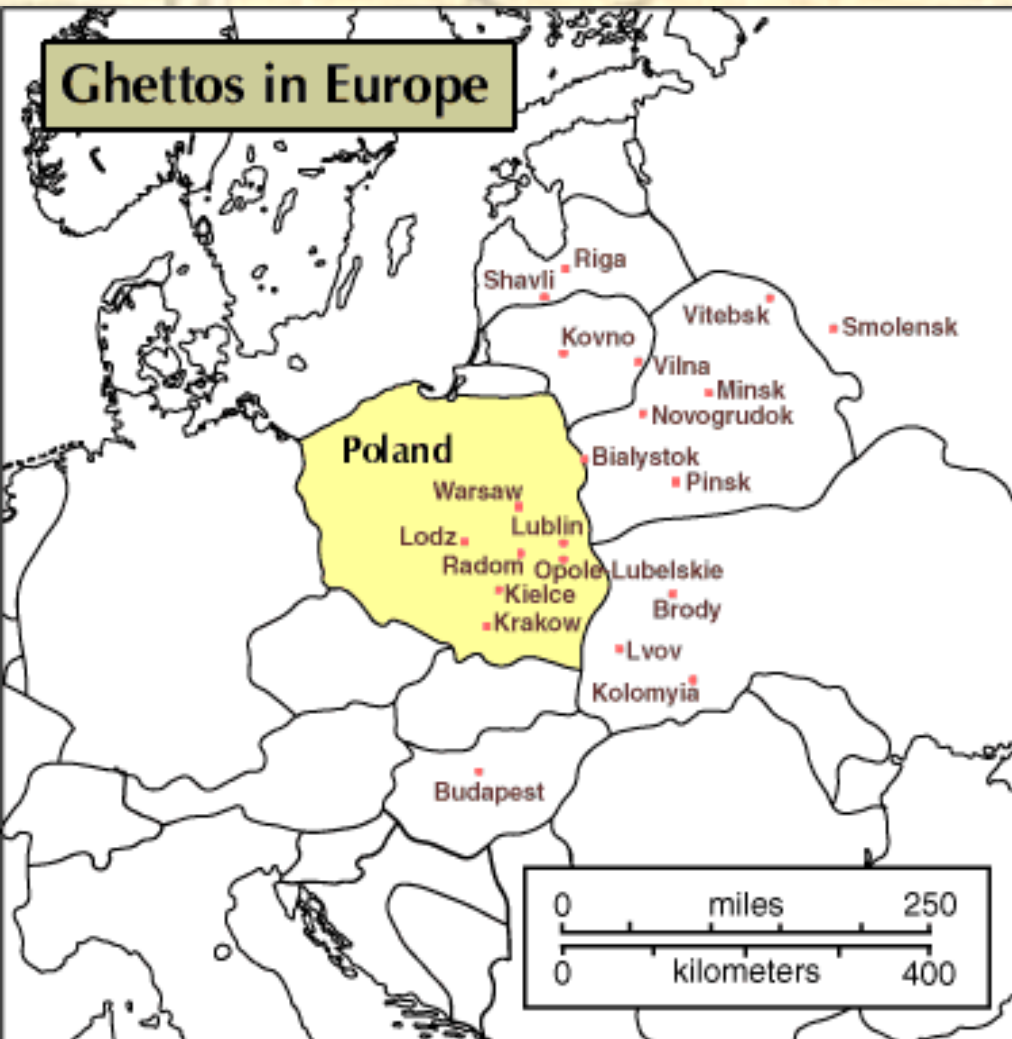 Ghettos in Europe
Riga
Shavli
Vitebsk
Smolensk
Kovno
Vilna
Minsk
Novogrudok
Poland
Bialystok
Pinsk
Warsaw
Lublin
Lodz
Radom
Opole Lubelskie
Kielce
Brody
Krakow
Lvov
Kolomyia
Budapest
0 miles 250
0 kilometers 400